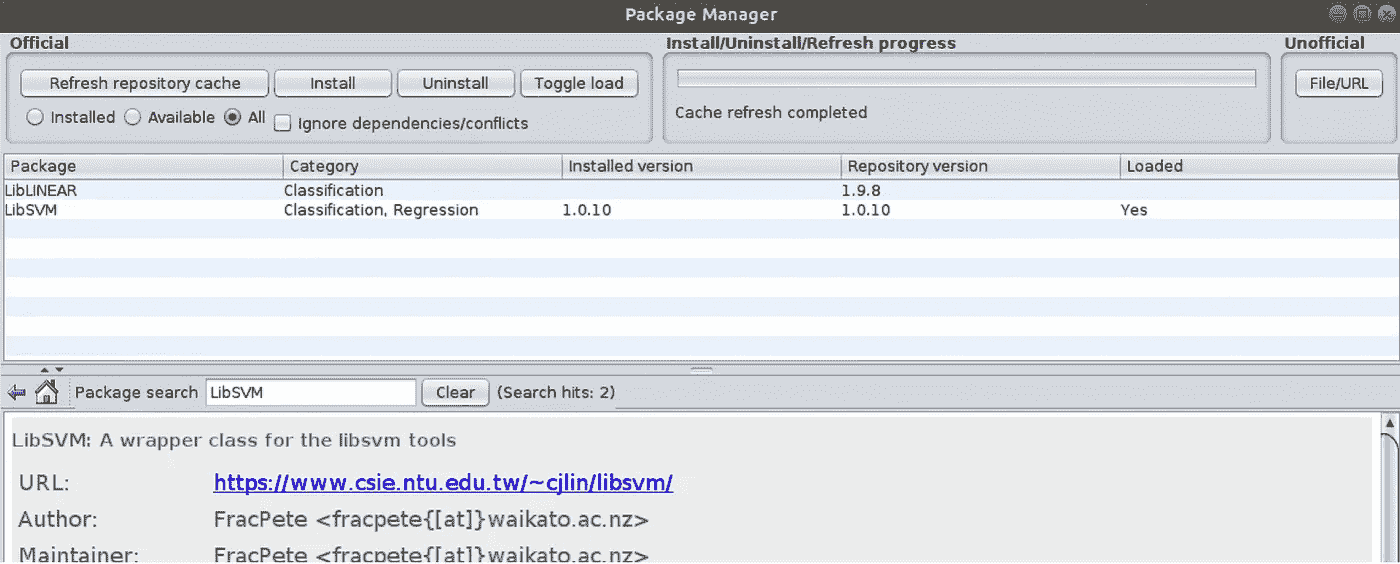 Package Manager
Official
Install/Uninstall/Refresh progress
Unofficial
Refresh repository cache Install Uninstall Toggle load
File/URL
Installed Available All Ignore dependencies/conflicts
Cache refresh completed
Package Category Installed version Repository version Loaded
LibLINEAR Classification 1.9.8
LibSVM Classification, Regression 1.0.10 1.0.10 Yes
Package search LibSVM Clear (Search hits: 2)
LibSVM: A wrapper class for the libsvm tools
URL: https://www.csie.ntu.edu.tw/~cjlin/libsvm/
Author: FracPete <fracpete{[at]}waikato.ac.nz>
Maintainer: FracPete <fracpete{[at]}waikato.ac.nz>